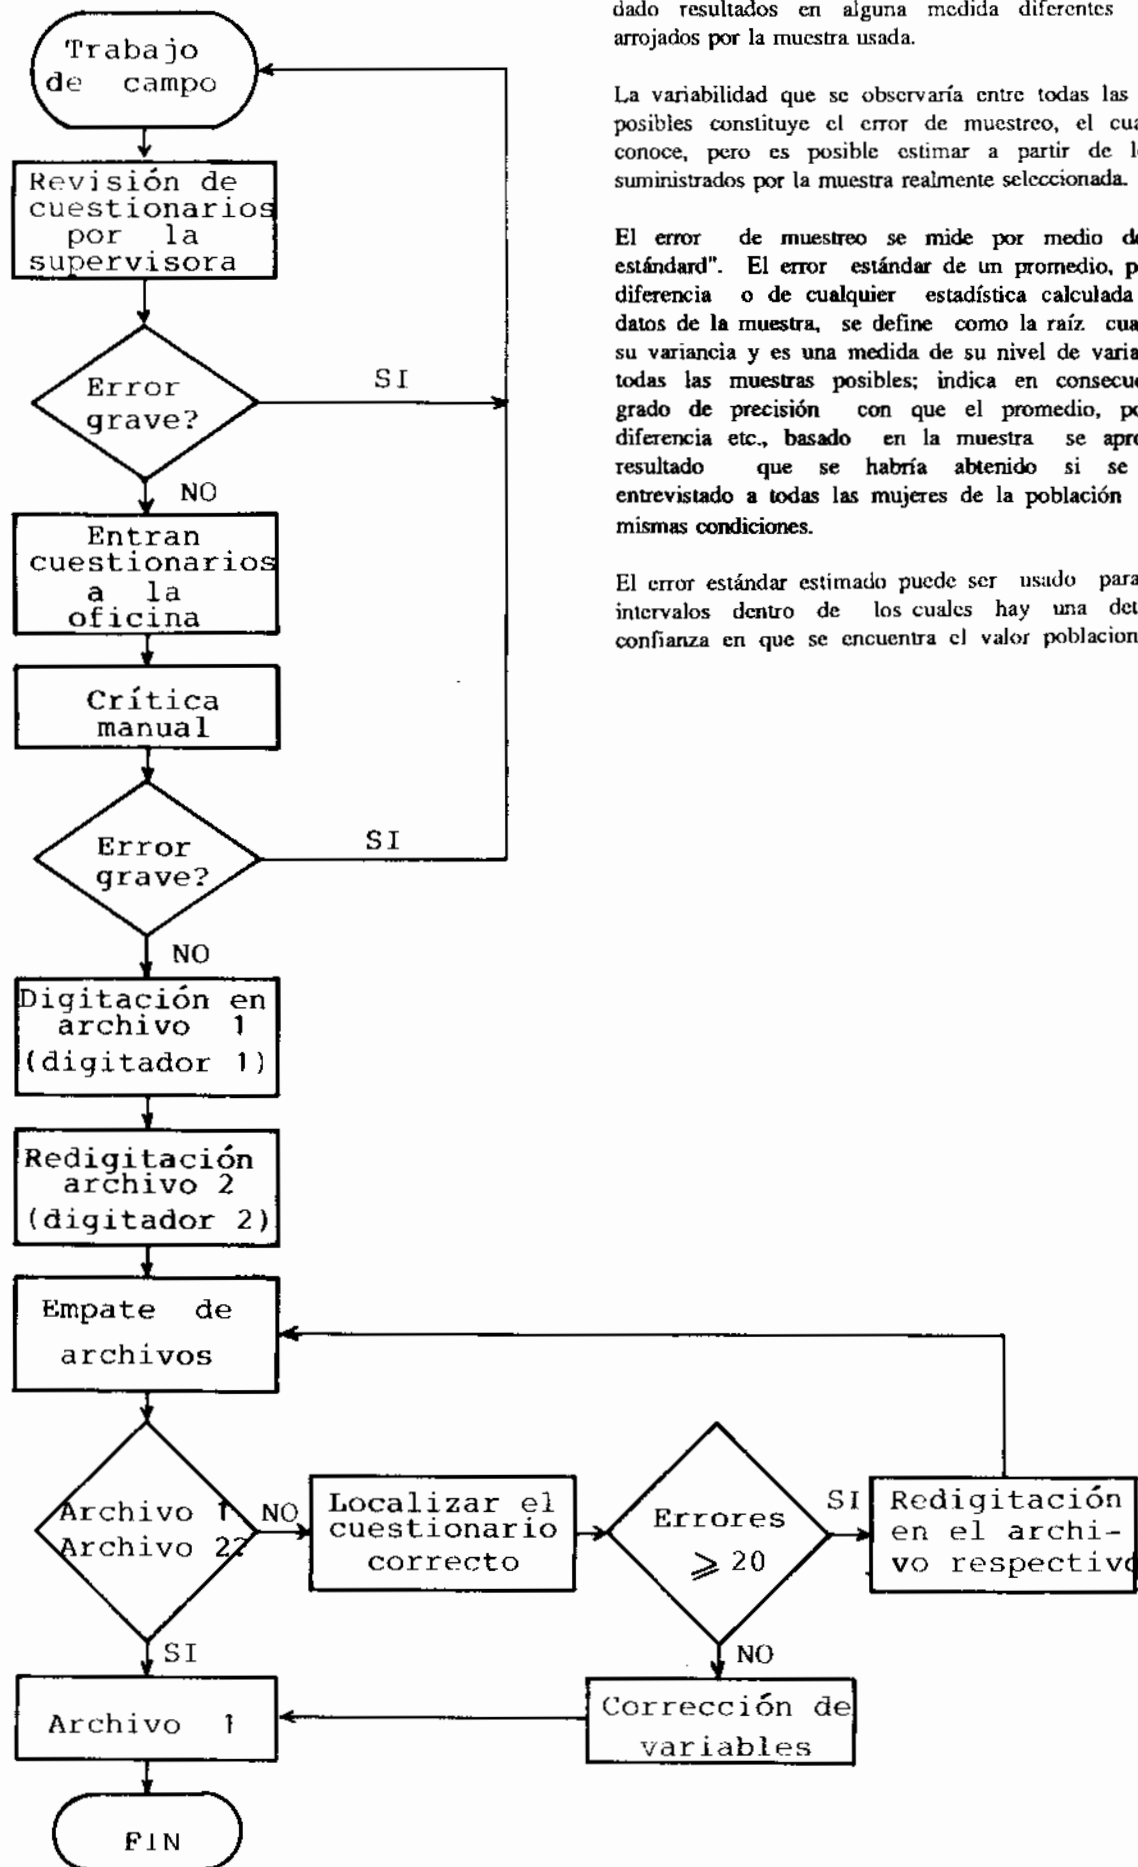 Trabajo
de campo
Revisión de
cuestionarios
por la
supervisora
Error
grave?
SI
NO
Entran
cuestionarios
a la
oficina
Crítica
manual
Error
grave?
SI
NO
Digitación en
archivo 1
(digitador 1)
Redigitación
archivo 2
(digitador 2)
Empate de
archivos
Archivo 1
Archivo 2?
NO
Localizar el
cuestionario
correcto
Errores
⩾ 20
SI
Redigitación
en el archi-
vo respectivo
SI
NO
Archivo 1
Corrección de
variables
FIN
dado resultados en alguna medida diferentes
arrojados por la muestra usada.
La variabilidad que se observaría entre todas las
posibles constituye el error de muestreo, el cua
conoce, pero es posible estimar a partir de l
suministrados por la muestra realmente seleccionada.
El error de muestreo se mide por medio de
estándard". El error estándar de un promedio, p
diferencia o de cualquier estadística calculada
datos de la muestra, se define como la raíz cua
su variancia y es una medida de su nivel de varia
todas las muestras posibles; indica en consecue
grado de precisión con que el promedio, po
diferencia etc., basado en la muestra se apro
resultado que se habría abtenido si se
entrevistado a todas las mujeres de la población
mismas condiciones.
El error estándar estimado puede ser usado para
intervalos dentro de los cuales hay una det
confianza en que se encuentra el valor poblacion